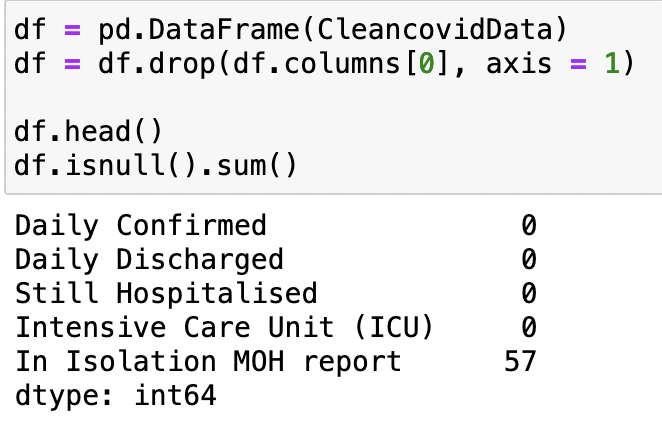 df = pd.DataFrame(CleancovidData)
df = df.drop(df.columns[0], axis = 1)
df.head()
df.isnull().sum()
Daily Confirmed 0
Daily Discharged 0
Still Hospitalised 0
Intensive Care Unit (ICU) 0
In Isolation MOH report 57
dtype: int64